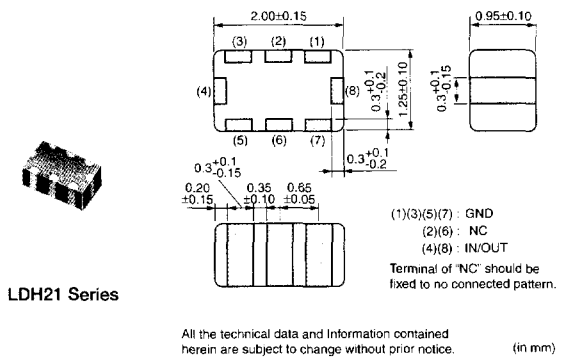 2.00±0.15
0.95±0.10
(3) (2) (1)
(4) (8)
0.3+0.1-0.2
1.25±0.10
0.3+0.1-0.15
(5) (6) (7)
0.3+0.1-0.15
0.3+0.1-0.2
0.20±0.15
0.35±0.10
0.65±0.05
(1)(3)(5)(7) : GND
(2)(6) : NC
(4)(8) : IN/OUT
Terminal of "NC" should be
fixed to no connected pattern.
LDH21 Series
All the technical data and Information contained
herein are subject to change without prior notice.
(in mm)